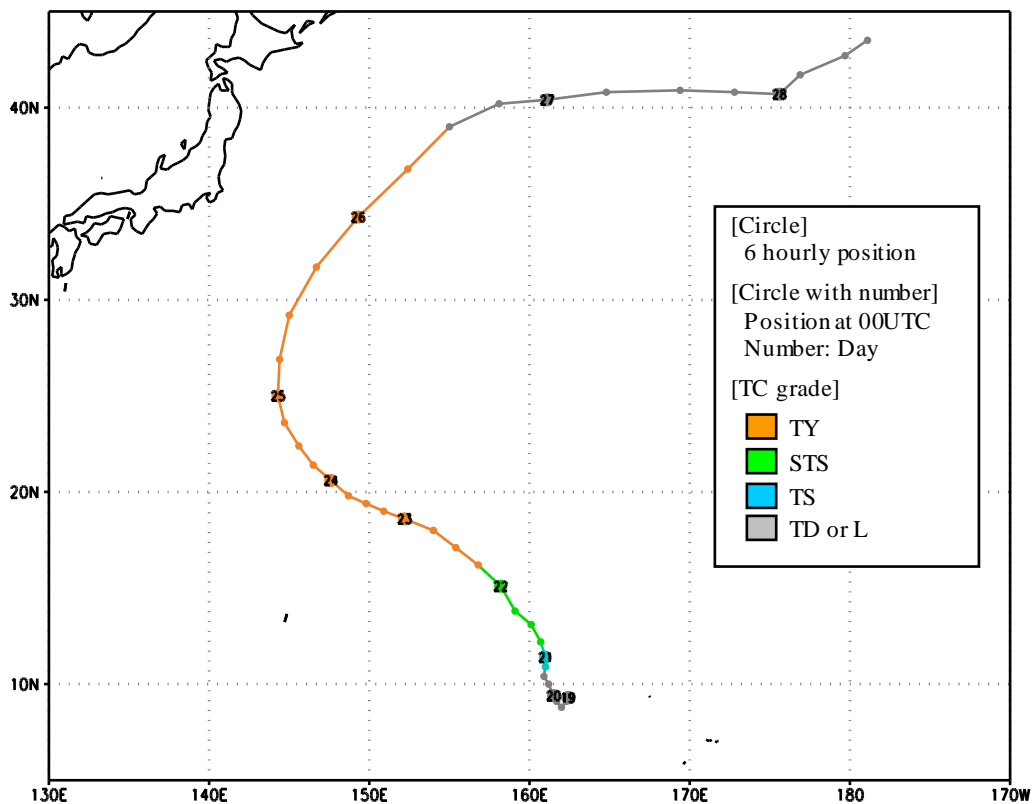 40N
30N
20N
10N
130E 140E 150E 160E 170E 180 170W
27
28
26
25
24
23
22
21
20 19
[Circle]
6 hourly position
[Circle with number]
Position at 00UTC
Number: Day
[TC grade]
TY
STS
TS
TD or L